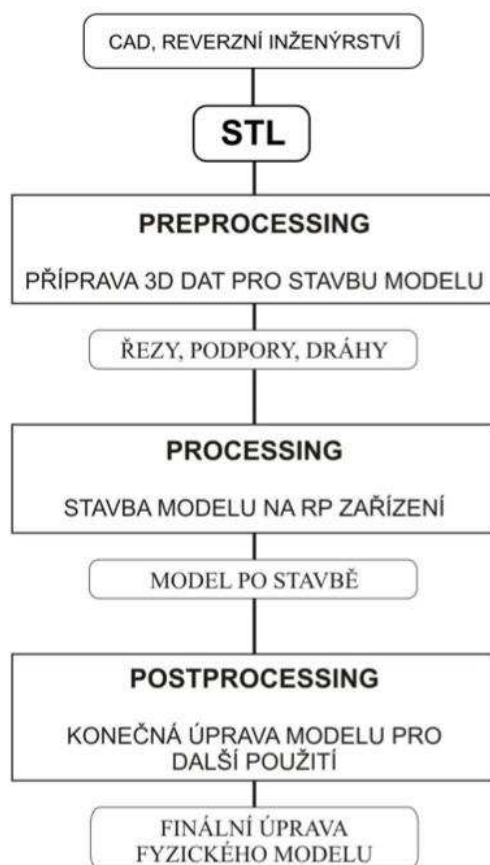 CAD, REVERZNÍ INŽENÝRSTVÍ
STL
PREPROCESSING
PŘÍPRAVA 3D DAT PRO STAVBU MODELU
ŘEZY, PODPORY, DRÁHY
PROCESSING
STAVBA MODELU NA RP ZAŘÍZENÍ
MODEL PO STAVBĚ
POSTPROCESSING
KONEČNÁ ÚPRAVA MODELU PRO
DALŠÍ POUŽITÍ
FINÁLNÍ ÚPRAVA
FYZICKÉHO MODELU